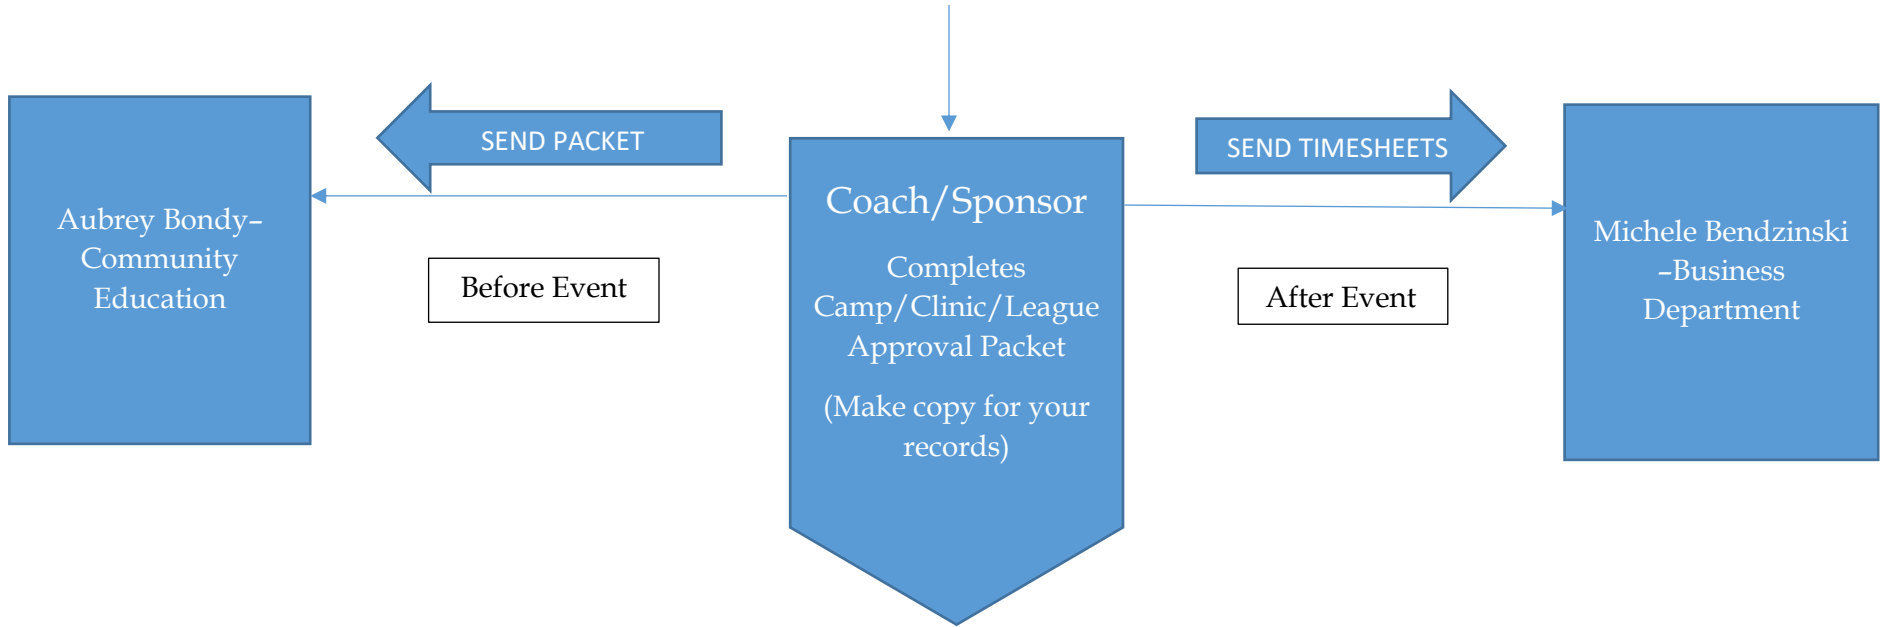 SEND PACKET
SEND TIMESHEETS
Aubrey Bondy–
Community
Education
Before Event
Coach/Sponsor
Completes
Camp/Clinic/League
Approval Packet
(Make copy for your
records)
After Event
Michele Bendzinski
–Business
Department